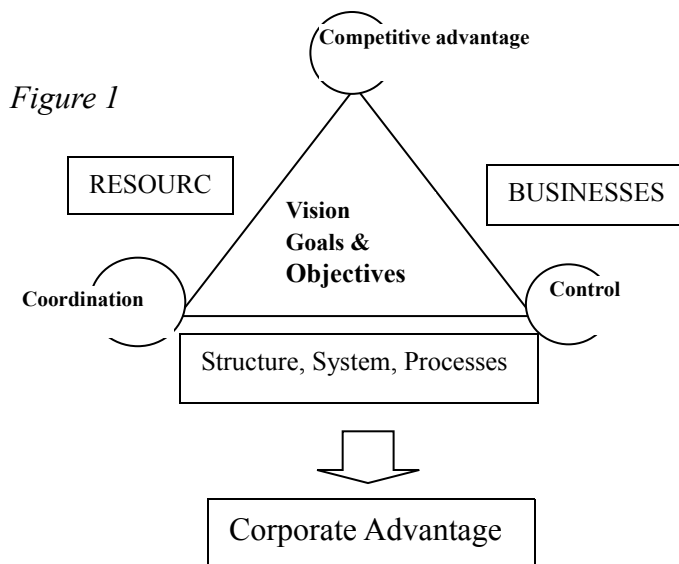 Competitive advantage
Figure 1
RESOURC
BUSINESSES
Vision
Goals &
Objectives
Coordination
Control
Structure, System, Processes
Corporate Advantage